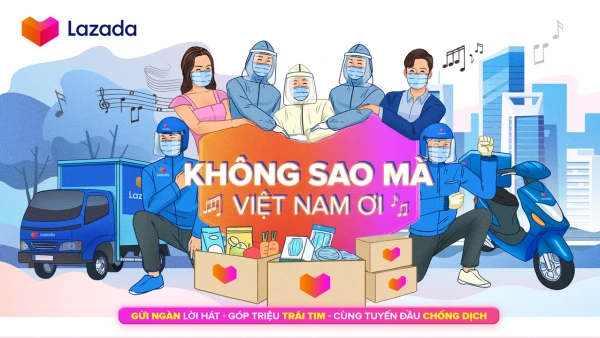 Lazada
KHÔNG SAO MÀ
VIỆT NAM ƠI
GỬI NGÀN LỜI HÁT - GÓP TRIỆU TRÁI TIM - CÙNG TUYẾN ĐẦU CHỐNG DỊCH